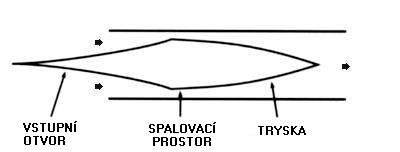 VSTUPNÍ
OTVOR
SPALOVACÍ
PROSTOR
TRYSKA